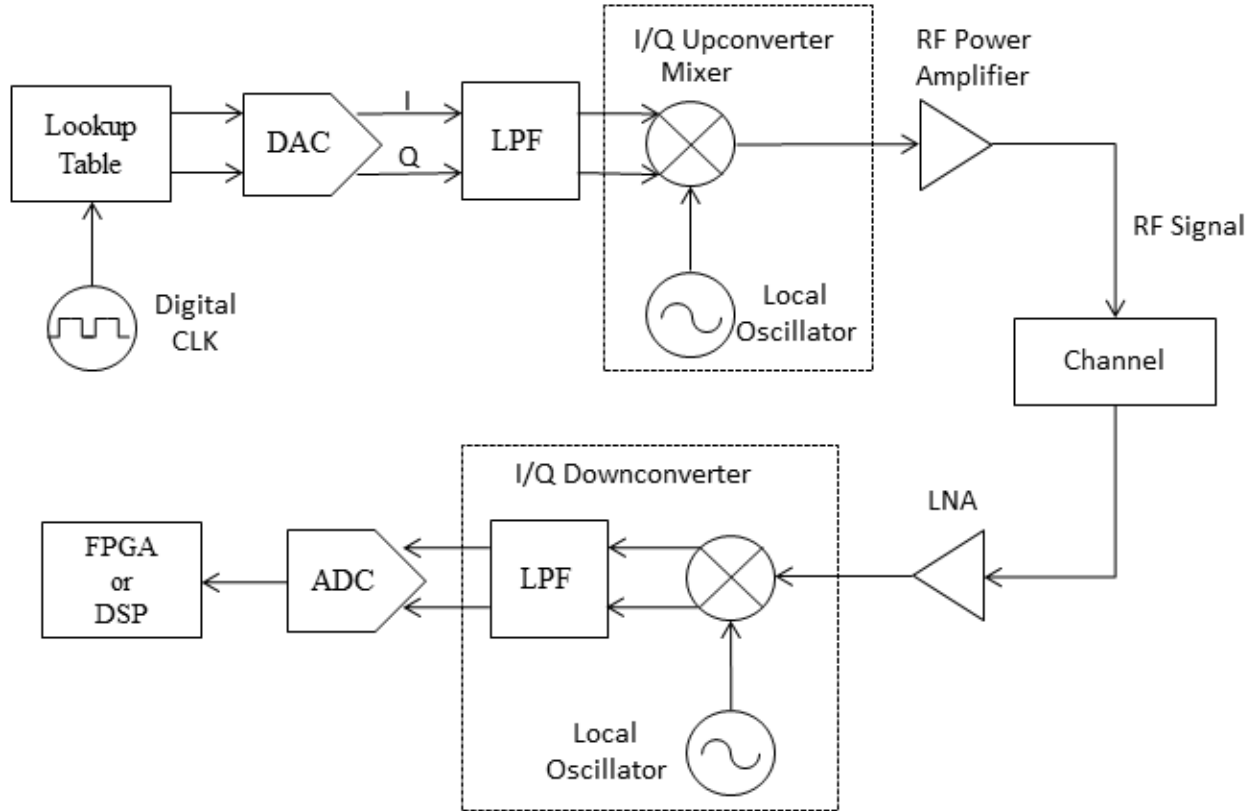 I/Q Upconverter
Mixer
RF Power
Amplifier
Lookup
Table
DAC
I
Q
LPF
RF Signal
Digital
CLK
Local
Oscillator
Channel
I/Q Downconverter
LNA
FPGA
or
DSP
ADC
LPF
Local
Oscillator